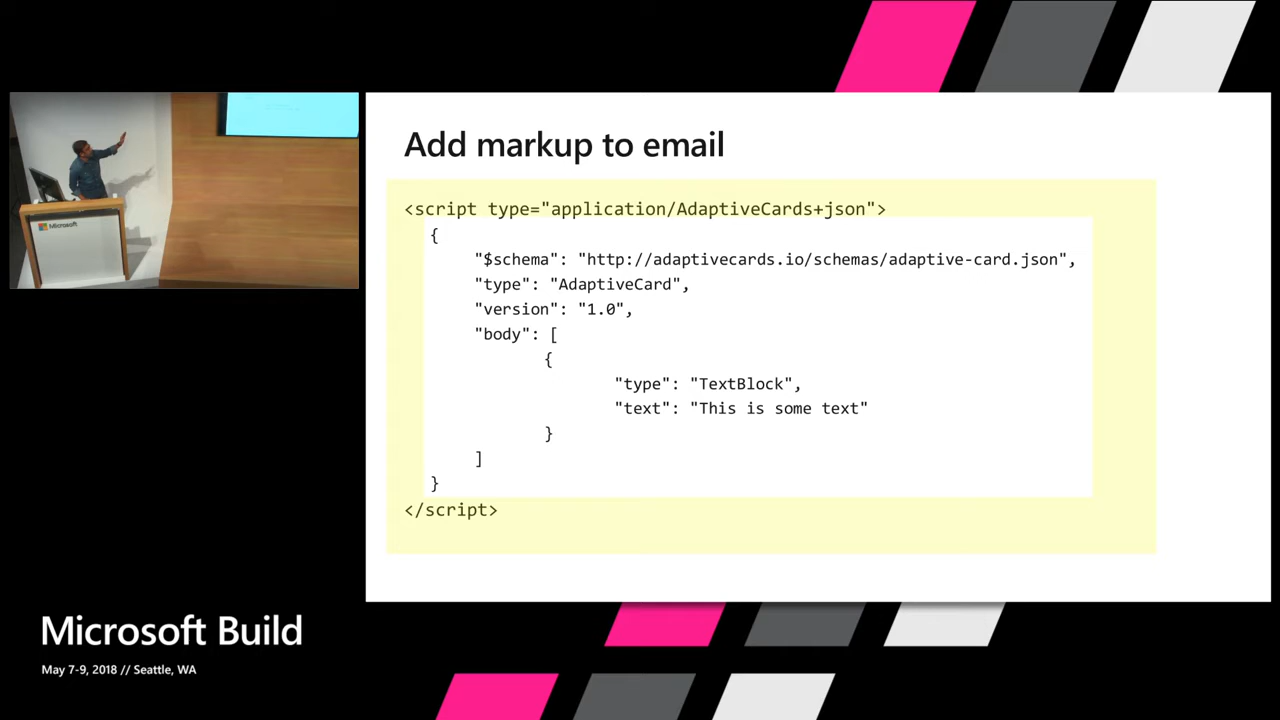 Add markup to email
<script type="application/AdaptiveCards+json">
{
"$schema": "http://adaptivecards.io/schemas/adaptive-card.json",
"type": "AdaptiveCard",
"version": "1.0",
"body": [
{
"type": "TextBlock",
"text": "This is some text"
}
]
}
</script>
Microsoft
Microsoft Build
May 7-9, 2018 // Seattle, WA